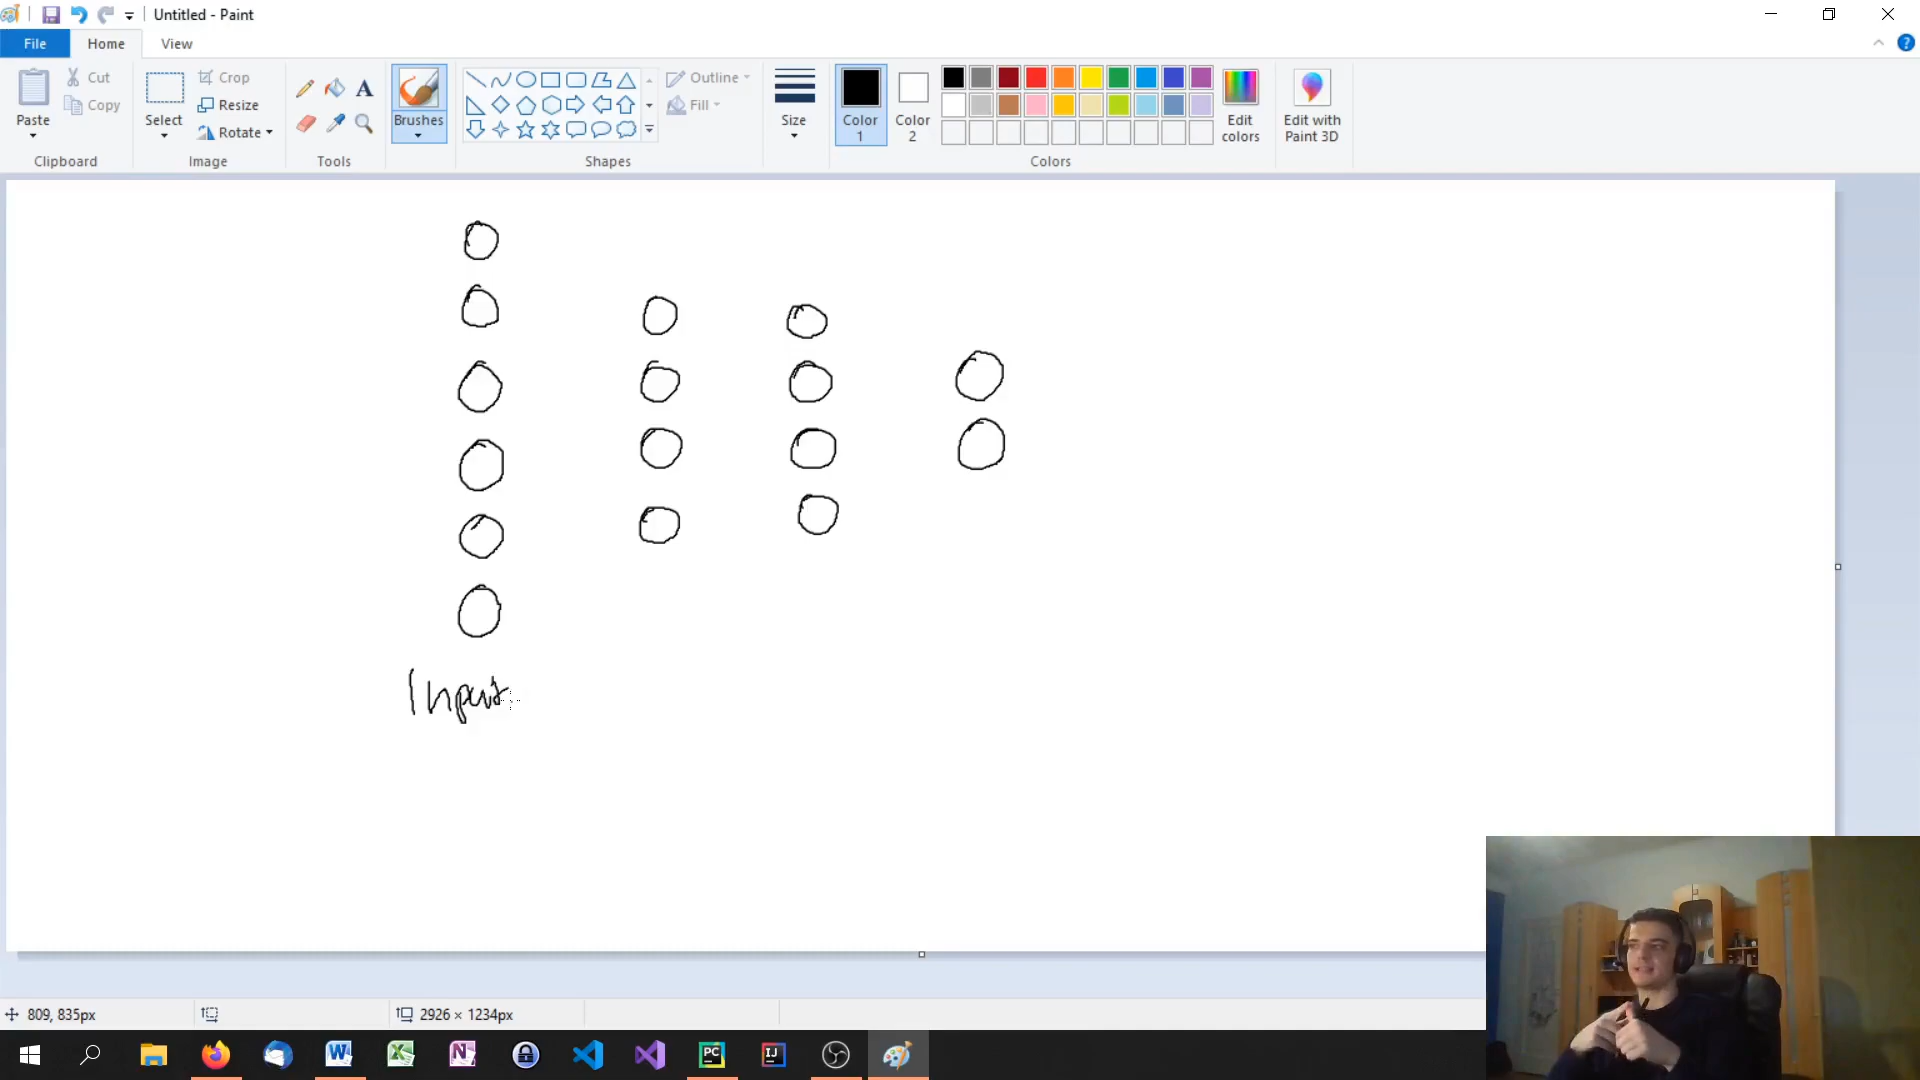 Untitled - Paint
File
Home
View
Paste
Cut
Copy
Clipboard
Select
Crop
Resize
Rotate
Image
Tools
Brushes
Outline
Fill
Shapes
Size
Color
1
Color
2
Edit
colors
Colors
Edit with
Paint 3D
Input
809, 835px
2926 × 1234px